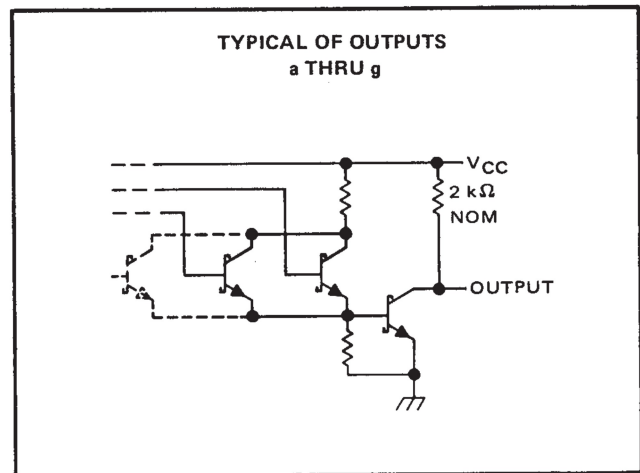 TYPICAL OF OUTPUTS
a THRU g
VCC
2 kΩ
NOM
OUTPUT